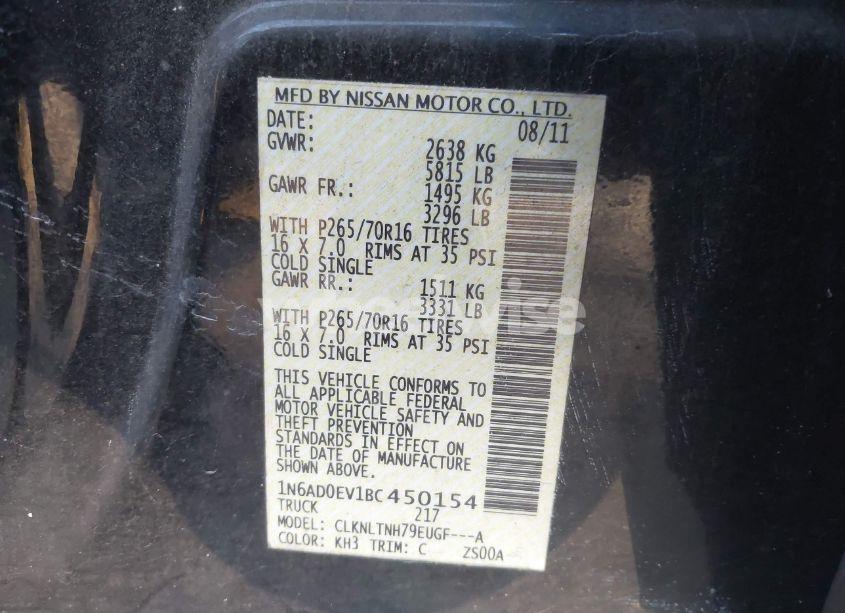 MFD BY NISSAN MOTOR CO., LTD.
DATE: 08/11
GVWR: 2638 KG
5815 LB
GAWR FR.: 1495 KG
3296 LB
WITH P265/70R16 TIRES
16 X 7.0 RIMS AT 35 PSI
COLD SINGLE
GAWR RR.: 1511 KG
3331 LB
WITH P265/70R16 TIRES
16 X 7.0 RIMS AT 35 PSI
COLD SINGLE
THIS VEHICLE CONFORMS TO
ALL APPLICABLE FEDERAL
MOTOR VEHICLE SAFETY AND
THEFT PREVENTION
STANDARDS IN EFFECT ON
THE DATE OF MANUFACTURE
SHOWN ABOVE.
1N6AD0EV1BC450154
TRUCK 217
MODEL: CLKNLTNH79EUGF---A
COLOR: KH3 TRIM: C ZS00A